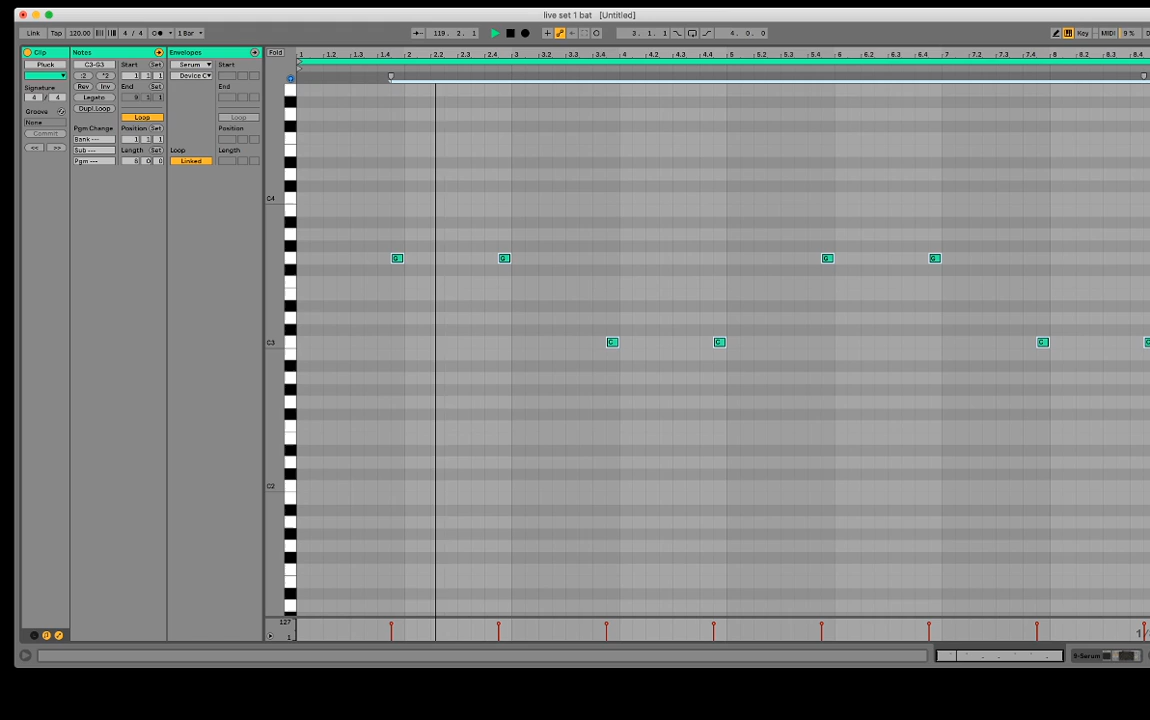 live set 1 bat [Untitled]
Link Tap 120.00 4 / 4 1 Bar 119. 2. 1 3. 1. 1 4. 0. 0 Key MIDI 9 %
Clip Notes Envelopes Fold
1 1.2 1.3 1.4 2 2.2 2.3 2.4 3 3.2 3.3 3.4 4 4.2 4.3 4.4 5 5.2 5.3 5.4 6 6.2 6.3 6.4 7 7.2 7.3 7.4 8 8.2 8.3 8.4
Pluck C3-G3 Start Set Serum Start
:2 *2 1 1 1 Device C
Signature Rev Inv End Set End
4 / 4 Legato 9 1 1
Groove Dupl.Loop
None Loop Loop
Commit Pgm Change Position Set Position
<< >> Bank --- 1 1 1
Sub --- Length Set Loop Length
Pgm --- 8 0 0 Linked
C4
G G G G
C3
C C C C
C2
127
1
1/
9-Serum